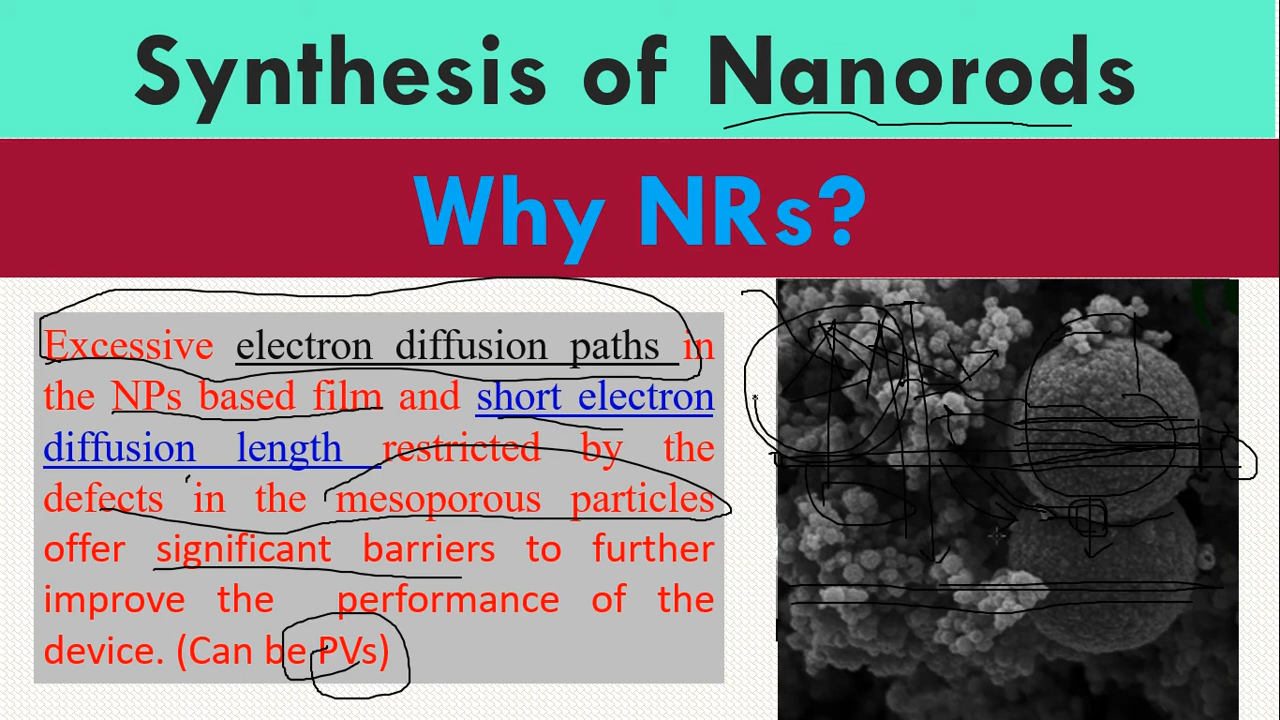 Synthesis of Nanorods
Why NRs?
Excessive electron diffusion paths in
the NPs based film and short electron
diffusion length restricted by the
defects in the mesoporous particles
offer significant barriers to further
improve the performance of the
device. (Can be PVs)